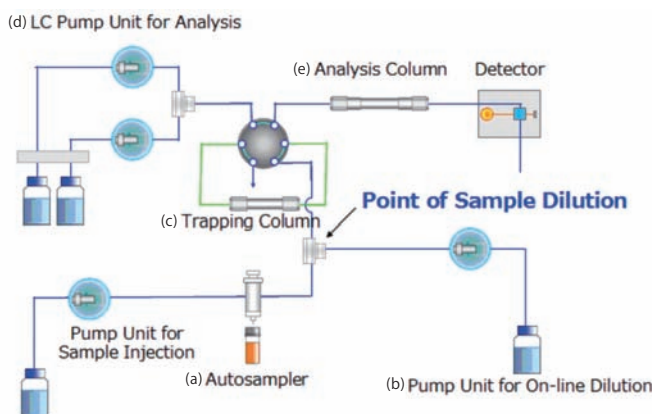 (d) LC Pump Unit for Analysis
(e) Analysis Column
Detector
(c) Trapping Column
Point of Sample Dilution
Pump Unit for
Sample Injection
(a) Autosampler
(b) Pump Unit for On-line Dilution